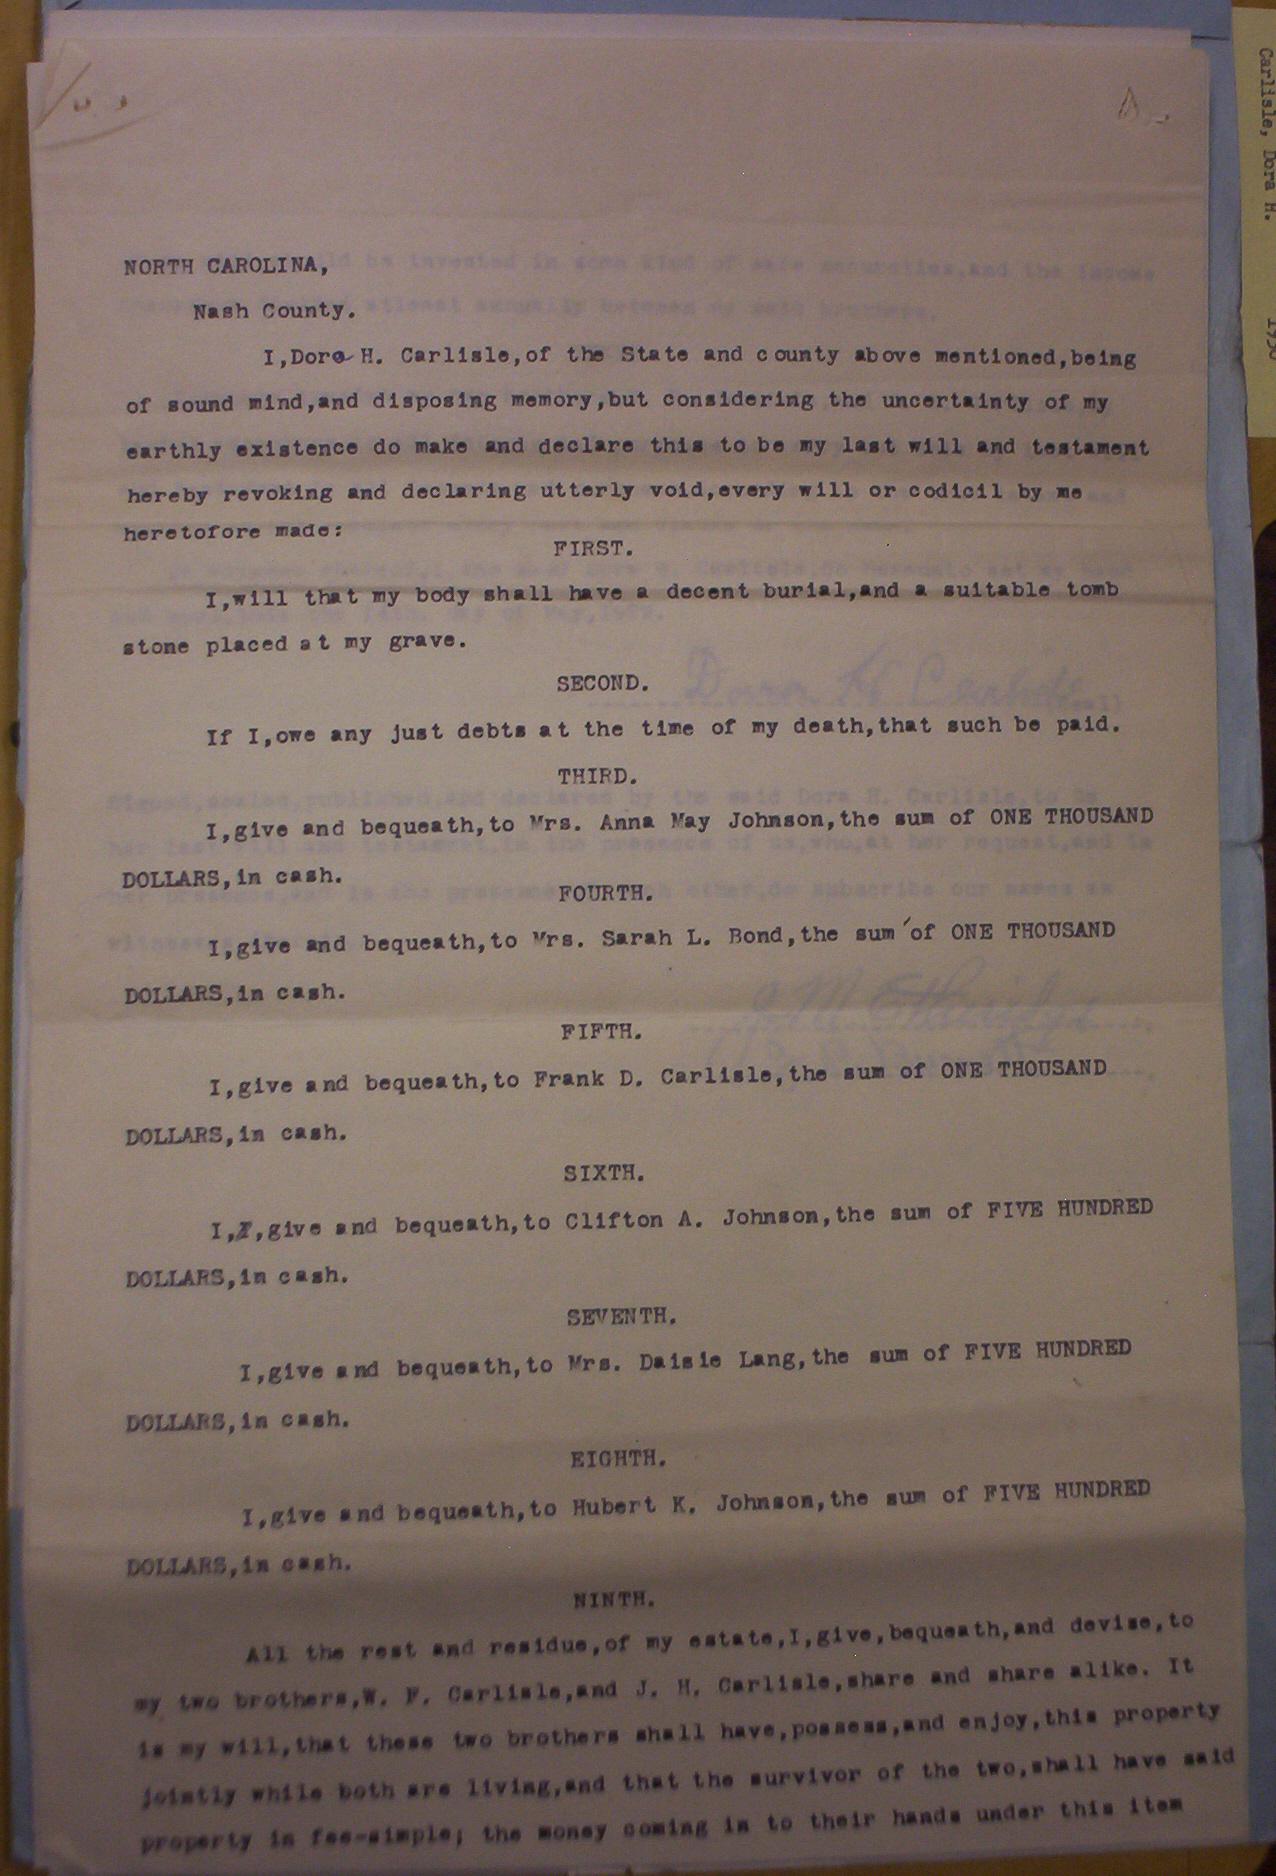 Carlisle, Dora H.
NORTH CAROLINA,
Nash County.
I,Dora H. Carlisle,of the State and county above mentioned,being
of sound mind,and disposing memory,but considering the uncertainty of my
earthly existence do make and declare this to be my last will and testament
hereby revoking and declaring utterly void,every will or codicil by me
heretofore made:
FIRST.
I,will that my body shall have a decent burial,and a suitable tomb
stone placed at my grave.
SECOND.
If I,owe any just debts at the time of my death,that such be paid.
THIRD.
I,give and bequeath,to Mrs. Anna May Johnson,the sum of ONE THOUSAND
DOLLARS,in cash.
FOURTH.
I,give and bequeath,to Mrs. Sarah L. Bond,the sum of ONE THOUSAND
DOLLARS,in cash.
FIFTH.
I,give and bequeath,to Frank D. Carlisle,the sum of ONE THOUSAND
DOLLARS,in cash.
SIXTH.
I,I,give and bequeath,to Clifton A. Johnson,the sum of FIVE HUNDRED
DOLLARS,in cash.
SEVENTH.
I,give and bequeath,to Mrs. Daisie Lang,the sum of FIVE HUNDRED
DOLLARS,in cash.
EIGHTH.
I,give and bequeath,to Hubert K. Johnson,the sum of FIVE HUNDRED
DOLLARS,in cash.
NINTH.
All the rest and residue,of my estate,I,give,bequeath,and devise,to
my two brothers,W. F. Carlisle,and J. H. Carlisle,share and share alike. It
is my will,that these two brothers shall have,possess,and enjoy,this property
jointly while both are living,and that the survivor of the two,shall have said
property in fee-simple; the money coming in to their hands under this item